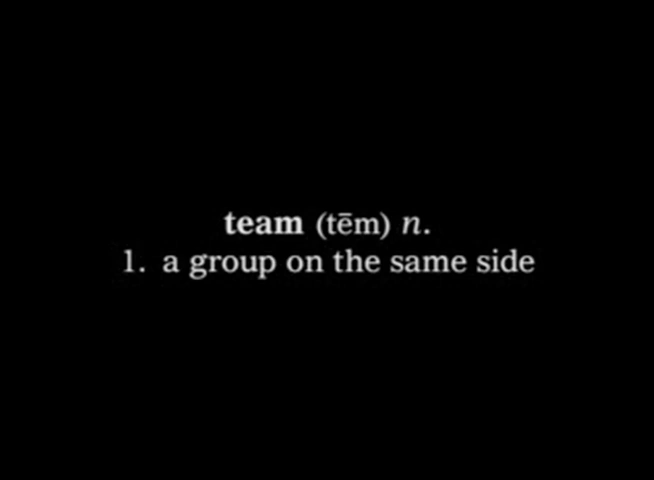 team (tēm) n.
1. a group on the same side